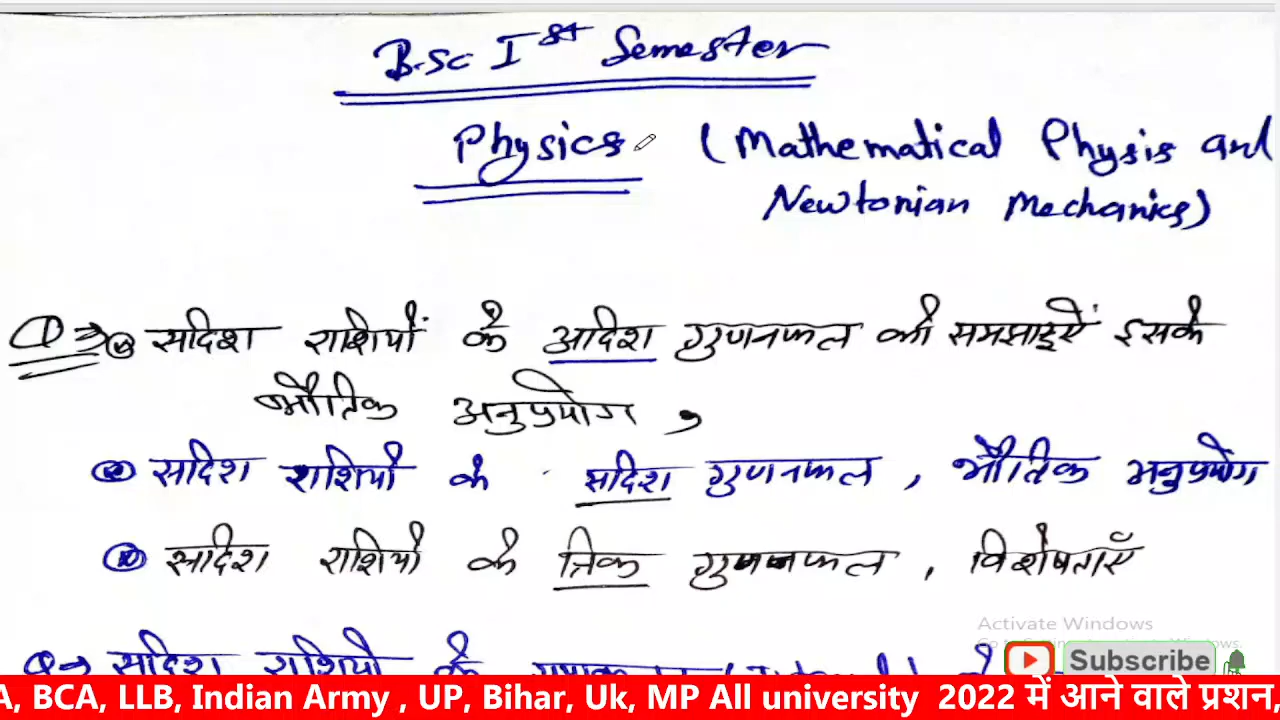 B.Sc Ist Semester
Physics (Mathematical Physis and
Newtonian Mechanics)
① ⇒ सदिश राशियों के अदिश गुणनफल को समझाइऐं इसके
भौतिक अनुप्रयोग ,
सदिश राशियों के सदिश गुणनफल , भौतिक अनुप्रयोग
सदिश राशियों के त्रिक गुणनफल , विशेषताएँ
सदिश राशियों के
Activate Windows
Subscribe
A, BCA, LLB, Indian Army , UP, Bihar, Uk, MP All university 2022 में आने वाले प्रशन,